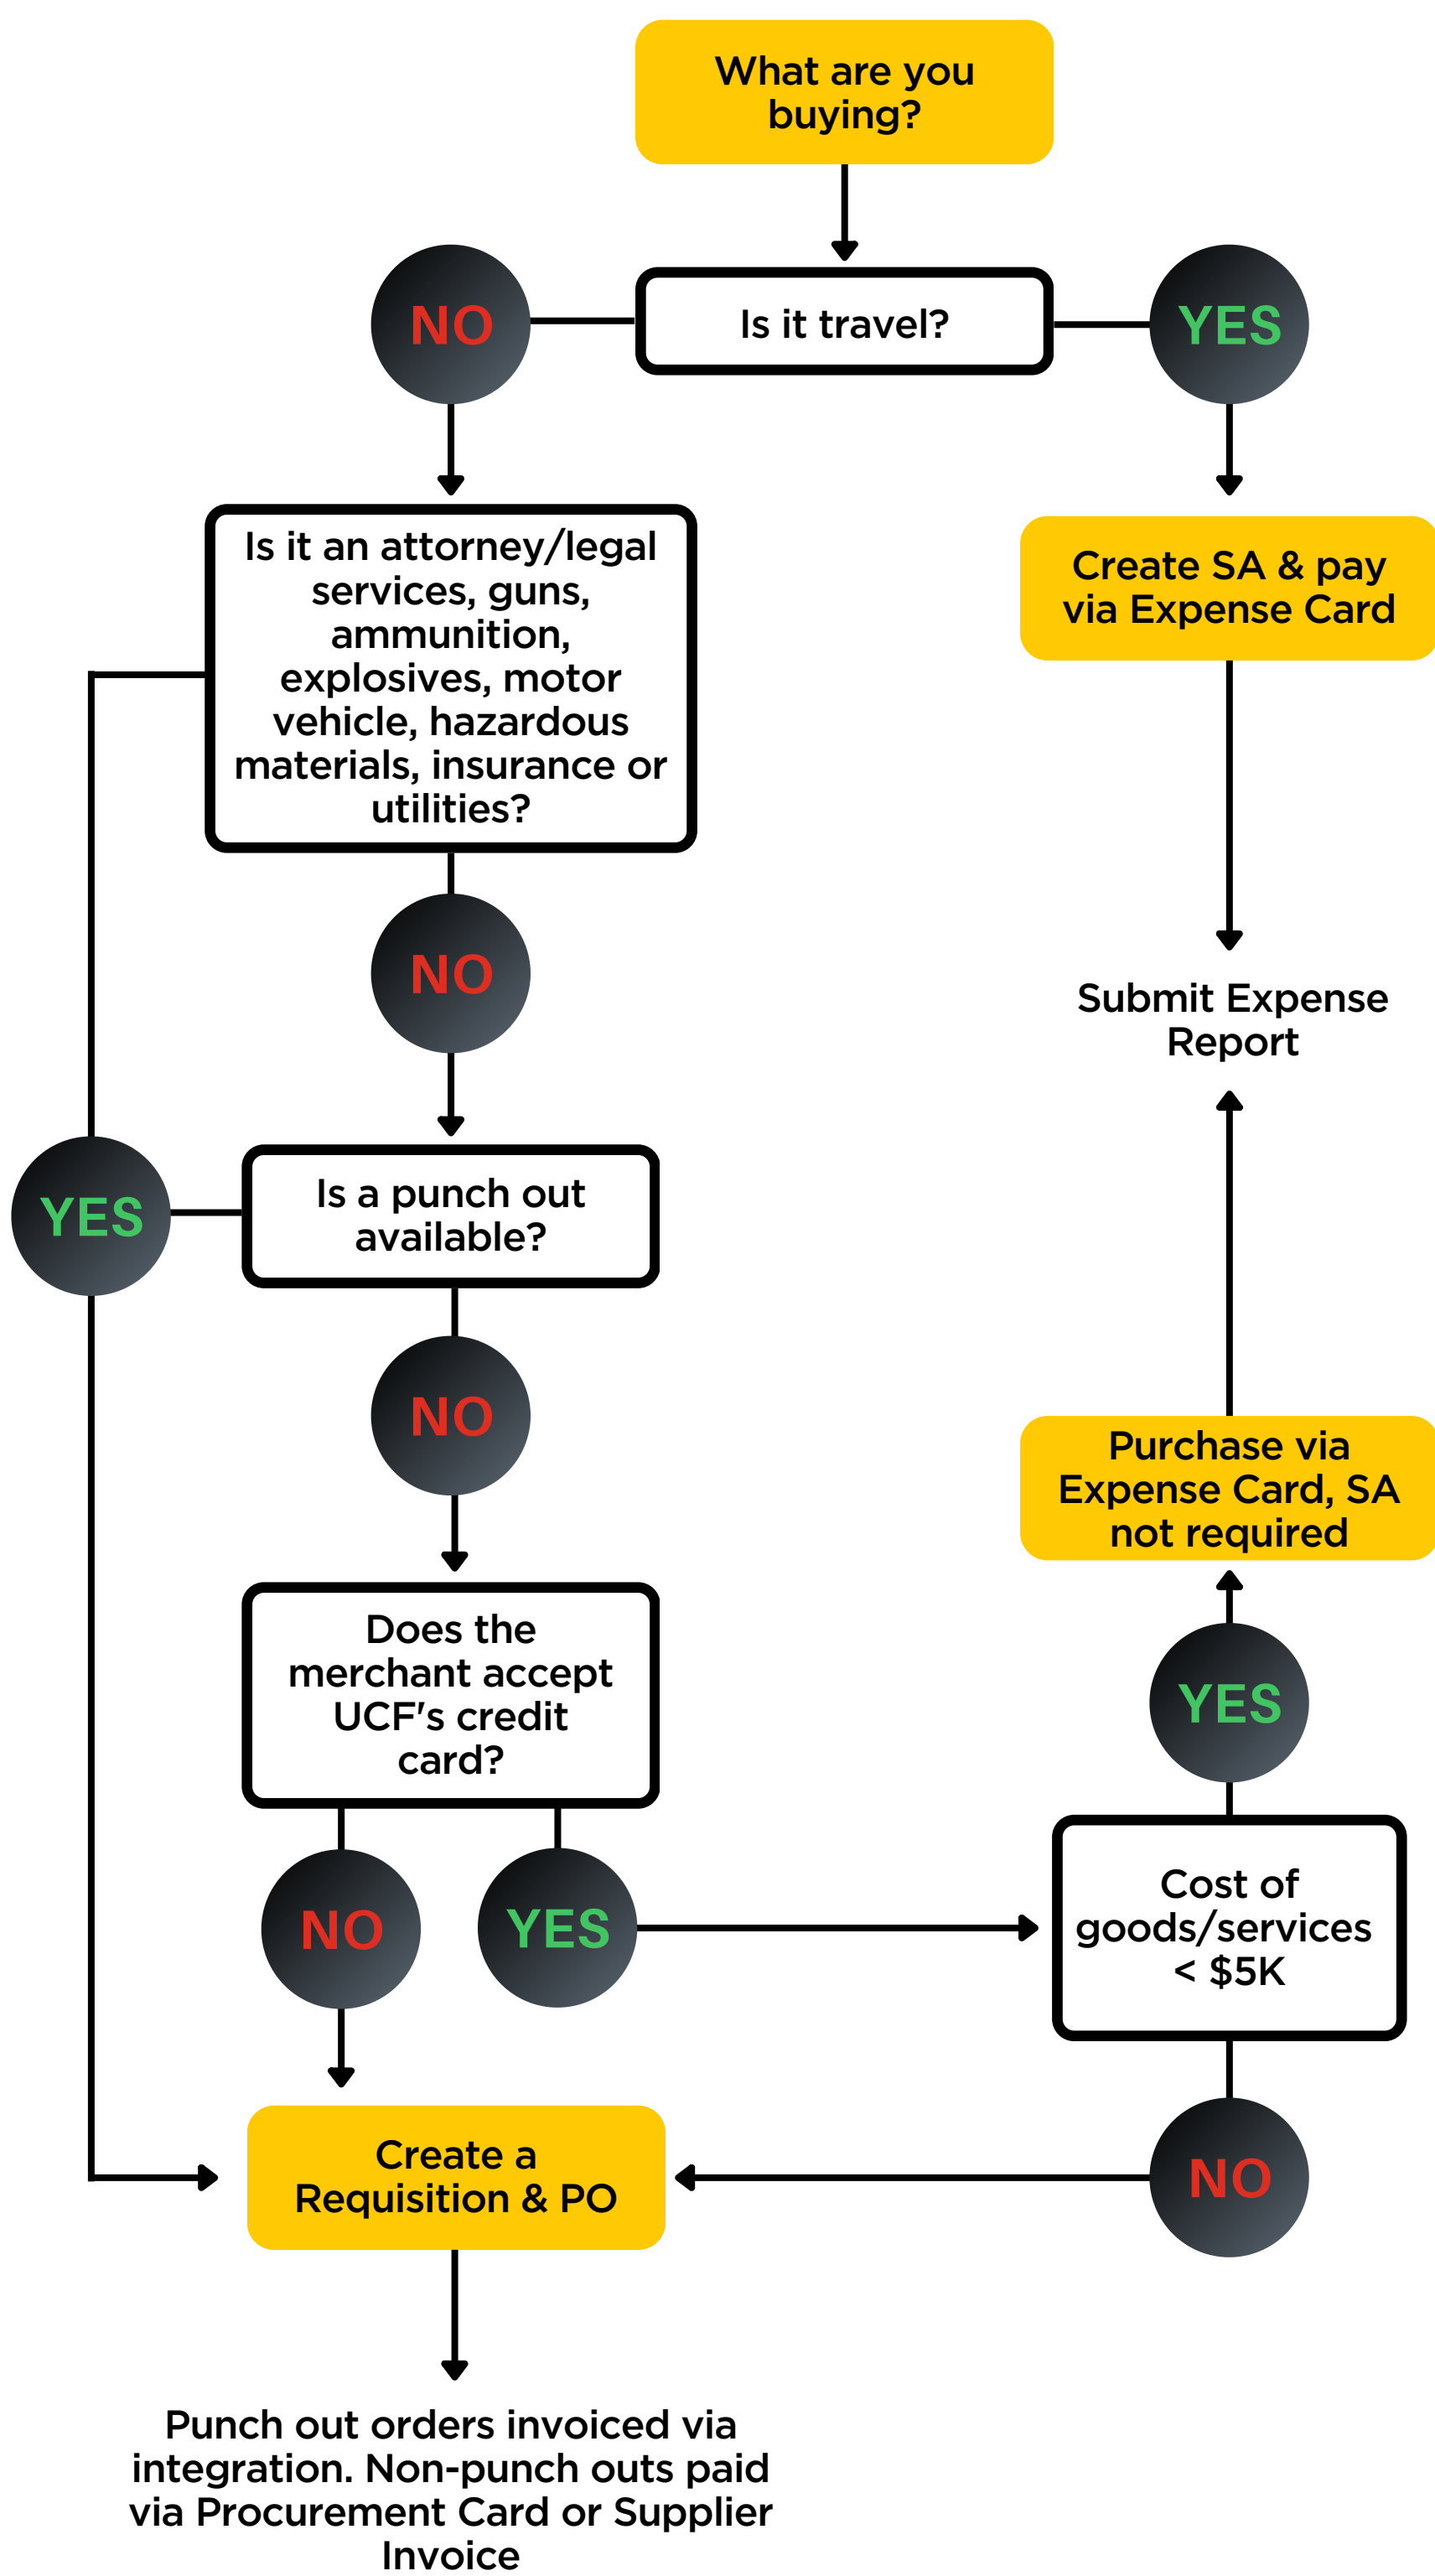 What are you
buying?
NO
Is it travel?
YES
Is it an attorney/legal
services, guns,
ammunition,
explosives, motor
vehicle, hazardous
materials, insurance or
utilities?
Create SA & pay
via Expense Card
NO
Submit Expense
Report
YES
Is a punch out
available?
NO
Purchase via
Expense Card, SA
not required
Does the
merchant accept
UCF's credit
card?
YES
NO
YES
Cost of
goods/services
< $5K
Create a
Requisition & PO
NO
Punch out orders invoiced via
integration. Non-punch outs paid
via Procurement Card or Supplier
Invoice